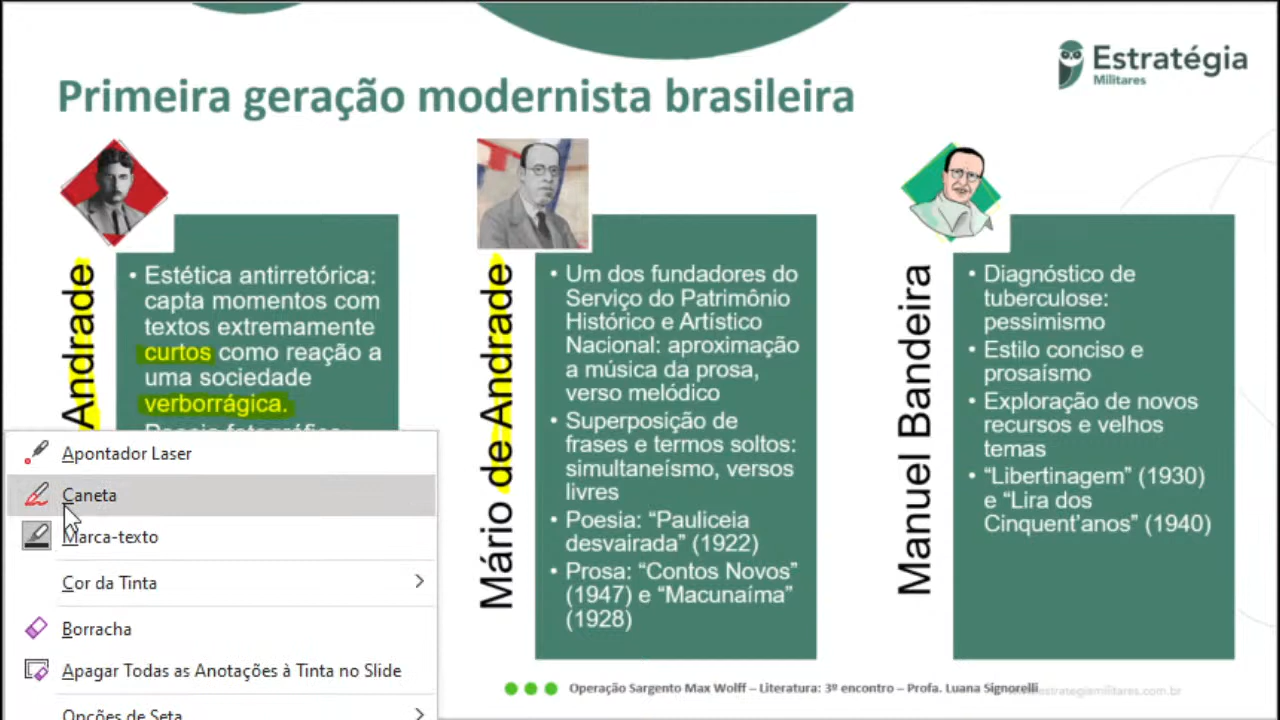 Primeira geração modernista brasileira
Estratégia
Militares
Andrade
• Estética antirretórica:
capta momentos com
textos extremamente
curtos como reação a
uma sociedade
verborrágica.
Apontador Laser
Caneta
Marca-texto
Cor da Tinta
Borracha
Apagar Todas as Anotações à Tinta no Slide
Opções de Seta
Mário de Andrade
• Um dos fundadores do
Serviço do Patrimônio
Histórico e Artístico
Nacional: aproximação
a música da prosa,
verso melódico
• Superposição de
frases e termos soltos:
simultaneísmo, versos
livres
• Poesia: “Pauliceia
desvairada” (1922)
• Prosa: “Contos Novos”
(1947) e “Macunaíma”
(1928)
Manuel Bandeira
• Diagnóstico de
tuberculose:
pessimismo
• Estilo conciso e
prosaísmo
• Exploração de novos
recursos e velhos
temas
• “Libertinagem” (1930)
e “Lira dos
Cinquent’anos” (1940)
Operação Sargento Max Wolff – Literatura: 3º encontro – Profa. Luana Signorelli